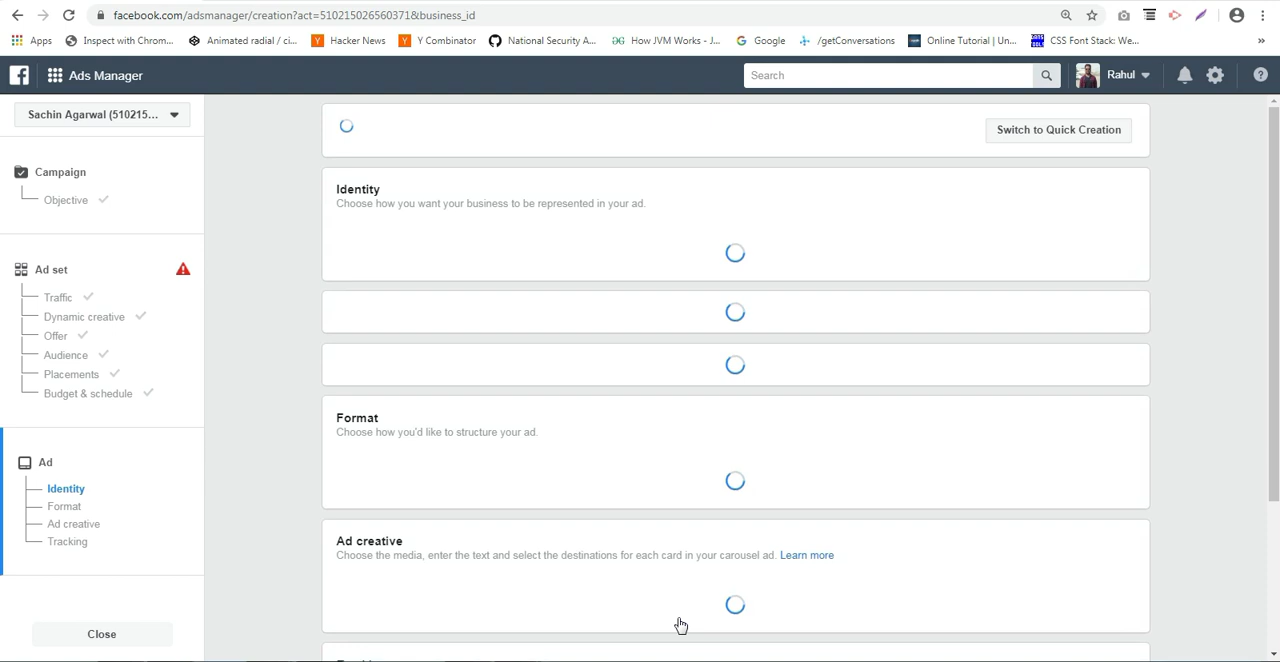 facebook.com/adsmanager/creation?act=510215026560371&business_id
Apps Inspect with Chrom... Animated radial / ci... Hacker News Y Combinator National Security A... How JVM Works - J... Google /getConversations Online Tutorial | Un... CSS Font Stack: We... »
Ads Manager Search Rahul
Sachin Agarwal (510215...
Switch to Quick Creation
Campaign
Objective
Identity
Choose how you want your business to be represented in your ad.
Ad set
Traffic
Dynamic creative
Offer
Audience
Placements
Budget & schedule
Format
Choose how you'd like to structure your ad.
Ad
Identity
Format
Ad creative
Tracking
Ad creative
Choose the media, enter the text and select the destinations for each card in your carousel ad. Learn more
Close